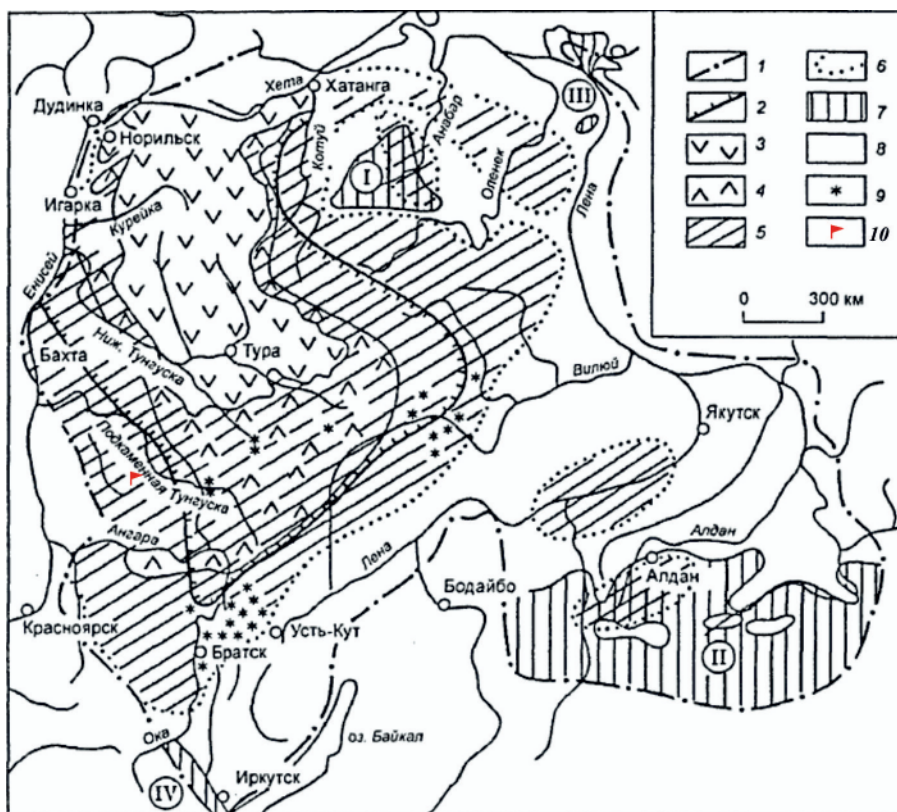 Хета
Хатанга
Дудинка
Норильск
Котуй
Анабар
III
I
Оленек
Лена
Игарка
Курейка
Енисей
Бахта
Ниж. Тунгуска
Тура
Вилюй
Якутск
Подкаменная Тунгуска
Ангара
Лена
Алдан
Алдан
Бодайбо
Красноярск
Усть-Кут
Братск
II
Ока
оз. Байкал
IV
Иркутск
1
2
3
4
5
6
7
8
9
10
0 300 км